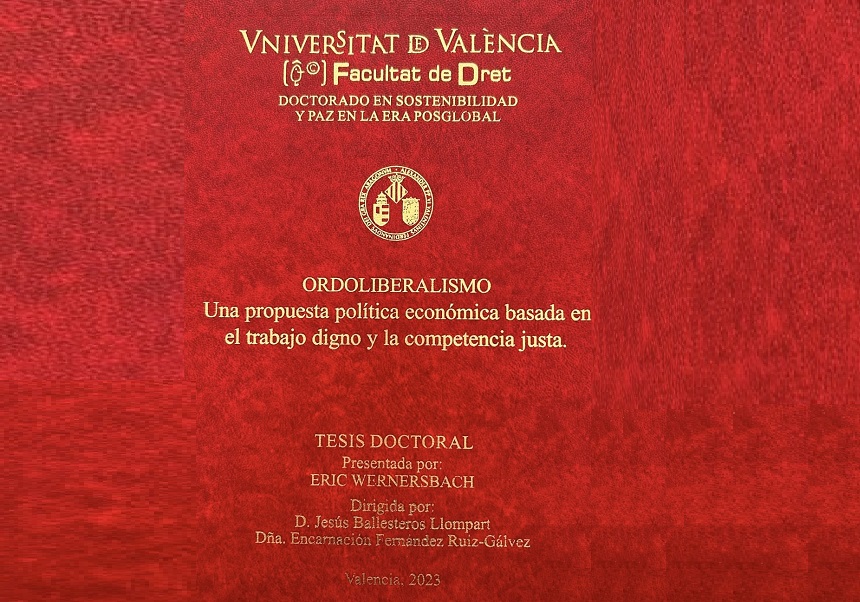 VNIVERSITAT DE VALÈNCIA
Facultat de Dret
DOCTORADO EN SOSTENIBILIDAD
Y PAZ EN LA ERA POSGLOBAL
ORDOLIBERALISMO
Una propuesta política económica basada en
el trabajo digno y la competencia justa.
TESIS DOCTORAL
Presentada por:
ERIC WERNERSBACH
Dirigida por:
D. Jesús Ballesteros Llompart
Dña. Encarnación Fernández Ruiz-Gálvez
Valencia, 2023